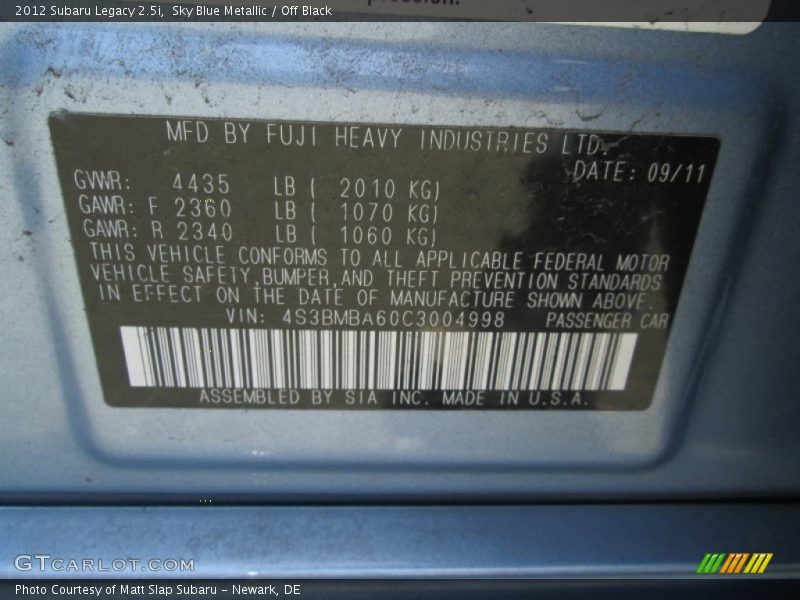 2012 Subaru Legacy 2.5i, Sky Blue Metallic / Off Black
MFD BY FUJI HEAVY INDUSTRIES LTD.
DATE: 09/11
GVWR: 4435 LB ( 2010 KG)
GAWR: F 2360 LB ( 1070 KG)
GAWR: R 2340 LB ( 1060 KG)
THIS VEHICLE CONFORMS TO ALL APPLICABLE FEDERAL MOTOR
VEHICLE SAFETY,BUMPER,AND THEFT PREVENTION STANDARDS
IN EFFECT ON THE DATE OF MANUFACTURE SHOWN ABOVE.
VIN: 4S3BMBA60C3004998 PASSENGER CAR
ASSEMBLED BY SIA INC. MADE IN U.S.A.
GTCARLOT.COM
Photo Courtesy of Matt Slap Subaru - Newark, DE